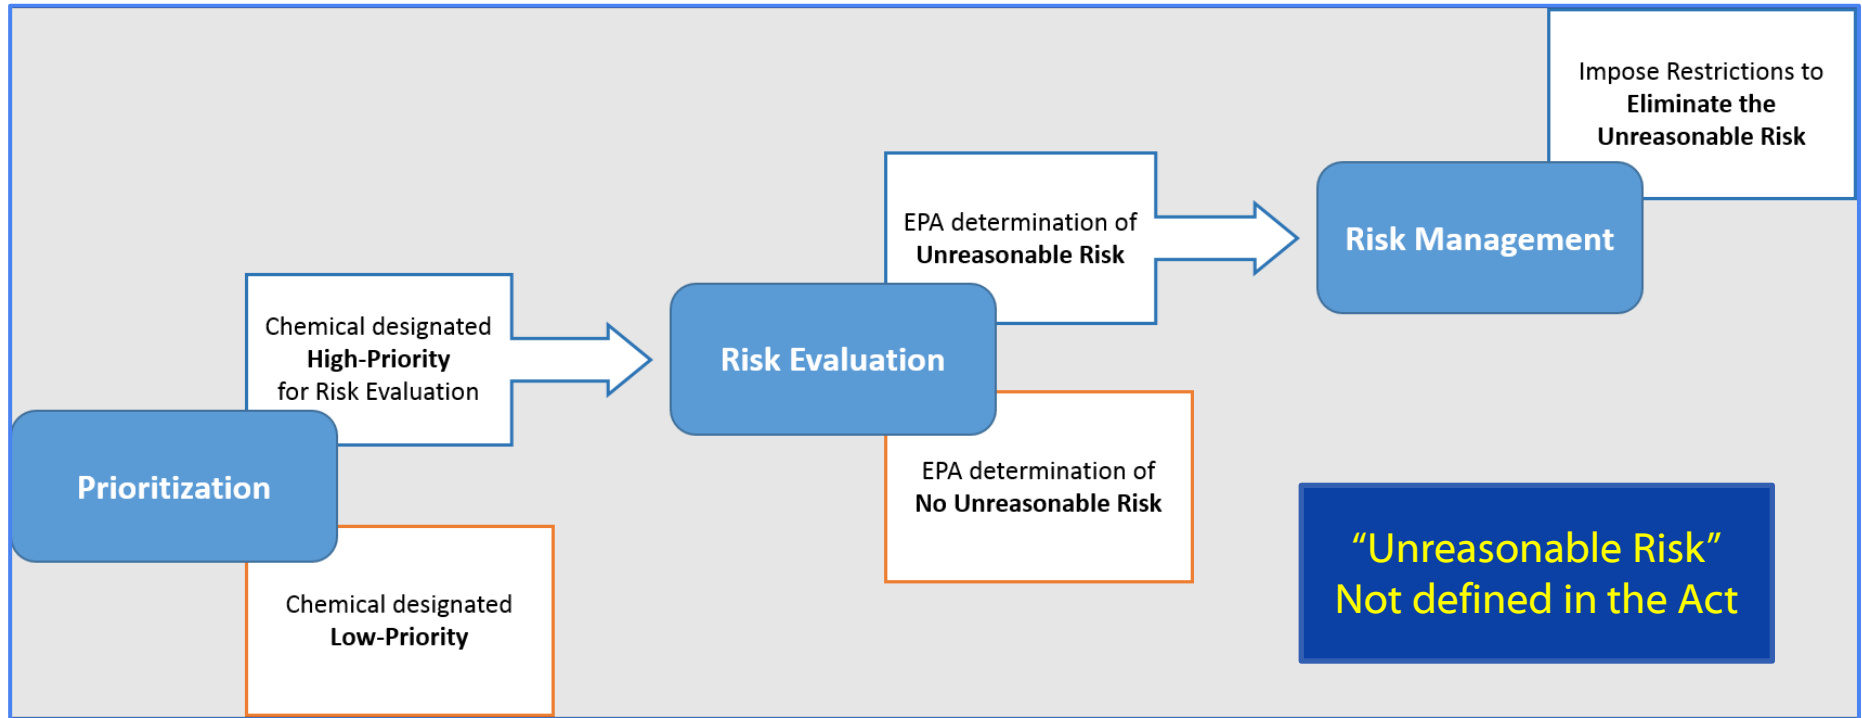 Prioritization
Chemical designated
High-Priority
for Risk Evaluation
Chemical designated
Low-Priority
Risk Evaluation
EPA determination of
Unreasonable Risk
EPA determination of
No Unreasonable Risk
Risk Management
Impose Restrictions to
Eliminate the
Unreasonable Risk
“Unreasonable Risk”
Not defined in the Act